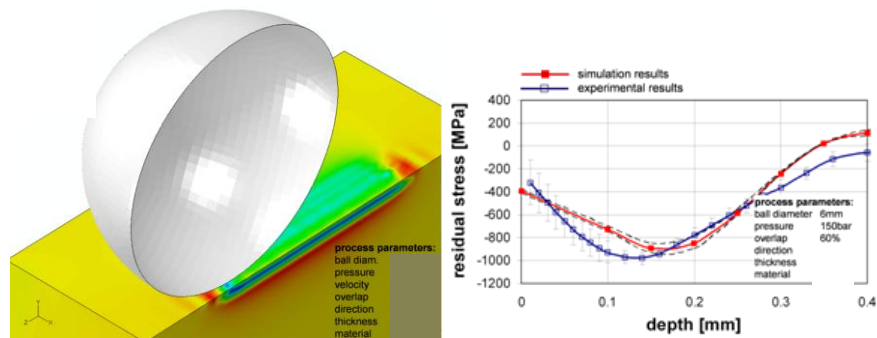 process parameters:
ball diam.
pressure
velocity
overlap
direction
thickness
material
Y
Z X
simulation results
experimental results
residual stress [MPa]
400
200
0
-200
-400
-600
-800
-1000
-1200
process parameters:
ball diameter 6mm
pressure 150bar
overlap 60%
direction
thickness
material
0 0.1 0.2 0.3 0.4
depth [mm]